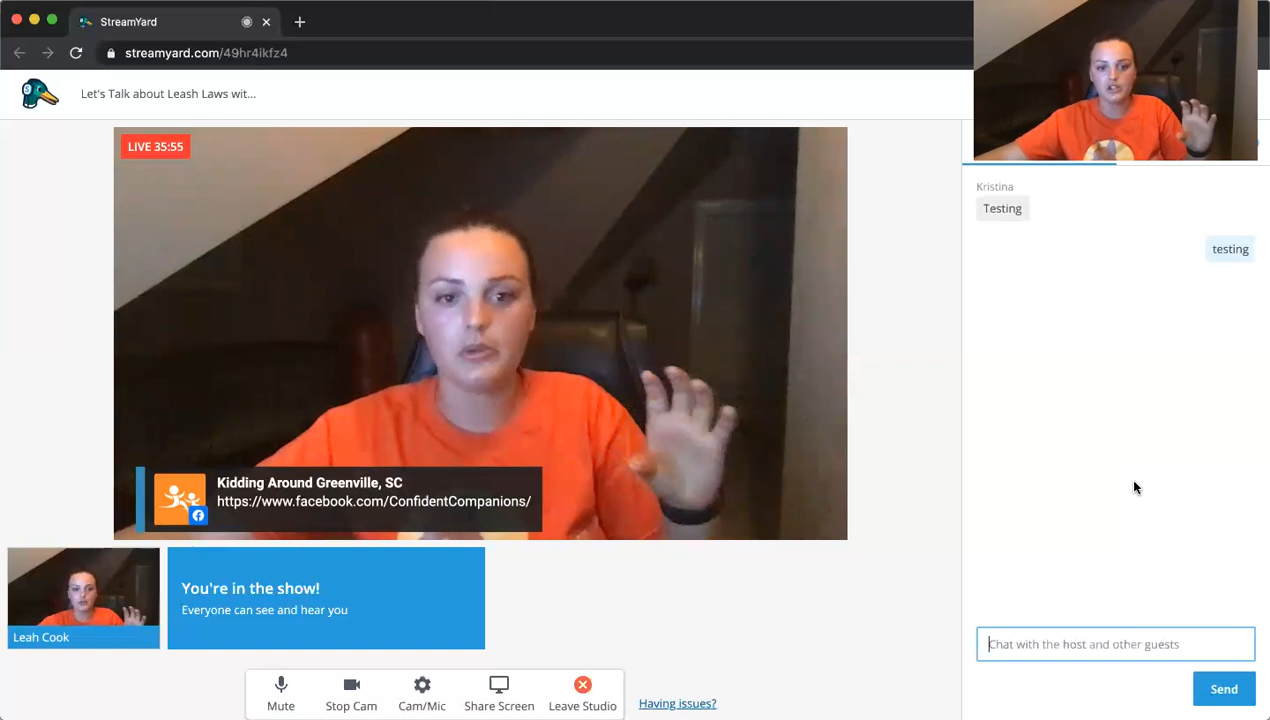 StreamYard
streamyard.com/49hr4ikfz4
Let's Talk about Leash Laws wit...
LIVE 35:55
Kidding Around Greenville, SC
https://www.facebook.com/ConfidentCompanions/
Leah Cook
You're in the show!
Everyone can see and hear you
Mute
Stop Cam
Cam/Mic
Share Screen
Leave Studio
Having issues?
Kristina
Testing
testing
Chat with the host and other guests
Send